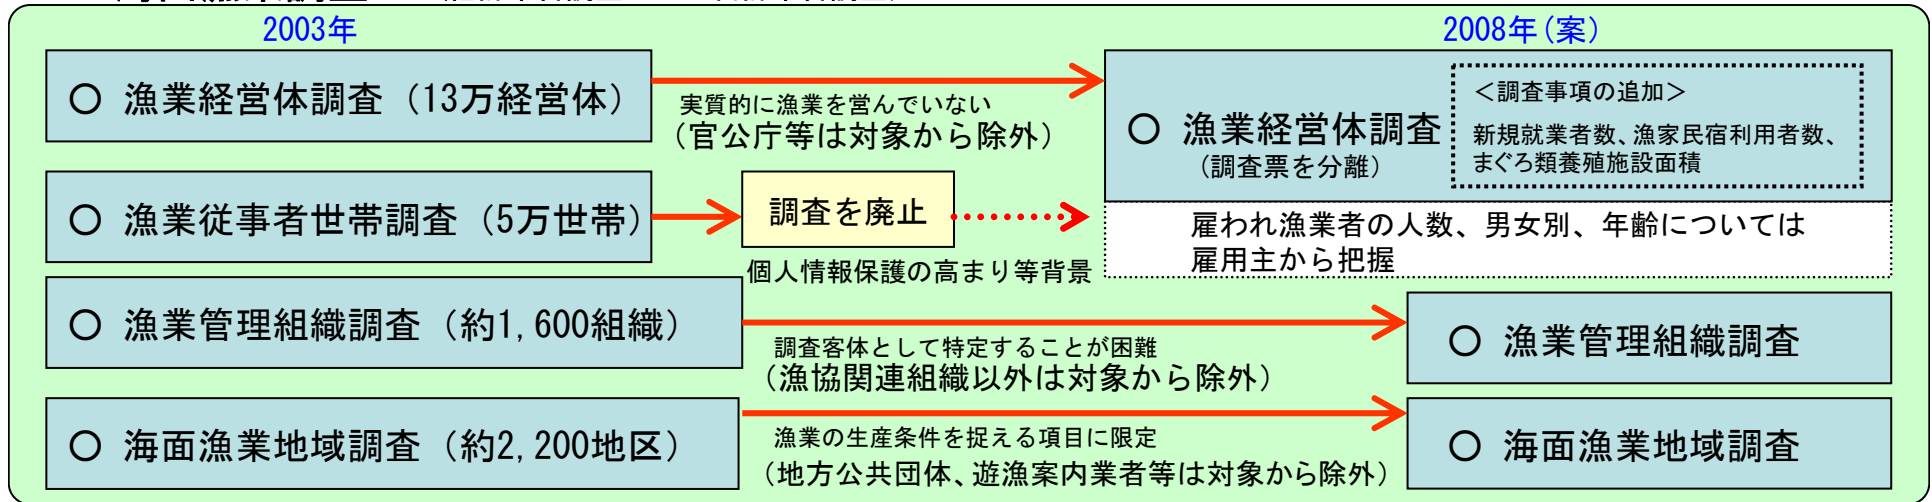 2003年
2008年(案)
○ 漁業経営体調査（13万経営体）
実質的に漁業を営んでいない
（官公庁等は対象から除外）
○ 漁業経営体調査
（調査票を分離）
＜調査事項の追加＞
新規就業者数、漁家民宿利用者数、
まぐろ類養殖施設面積
○ 漁業従事者世帯調査（5万世帯）
調査を廃止
個人情報保護の高まり等背景
雇われ漁業者の人数、男女別、年齢については
雇用主から把握
○ 漁業管理組織調査（約1,600組織）
調査客体として特定することが困難
（漁協関連組織以外は対象から除外）
○ 漁業管理組織調査
○ 海面漁業地域調査（約2,200地区）
漁業の生産条件を捉える項目に限定
（地方公共団体、遊漁案内業者等は対象から除外）
○ 海面漁業地域調査